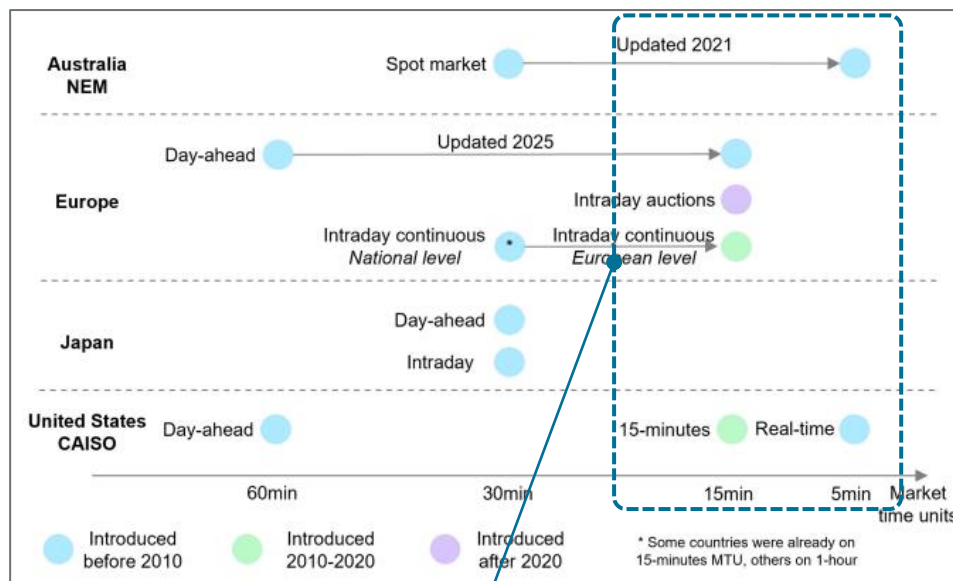 Updated 2021
Australia
NEM
Spot market
Updated 2025
Day-ahead
Europe
Intraday auctions
Intraday continuous
National level
*
Intraday continuous
European level
Day-ahead
Japan
Intraday
United States
CAISO
Day-ahead
15-minutes
Real-time
60min
30min
15min
5min
Market
time units
Introduced
before 2010
Introduced
2010-2020
Introduced
after 2020
* Some countries were already on
15-minutes MTU, others on 1-hour